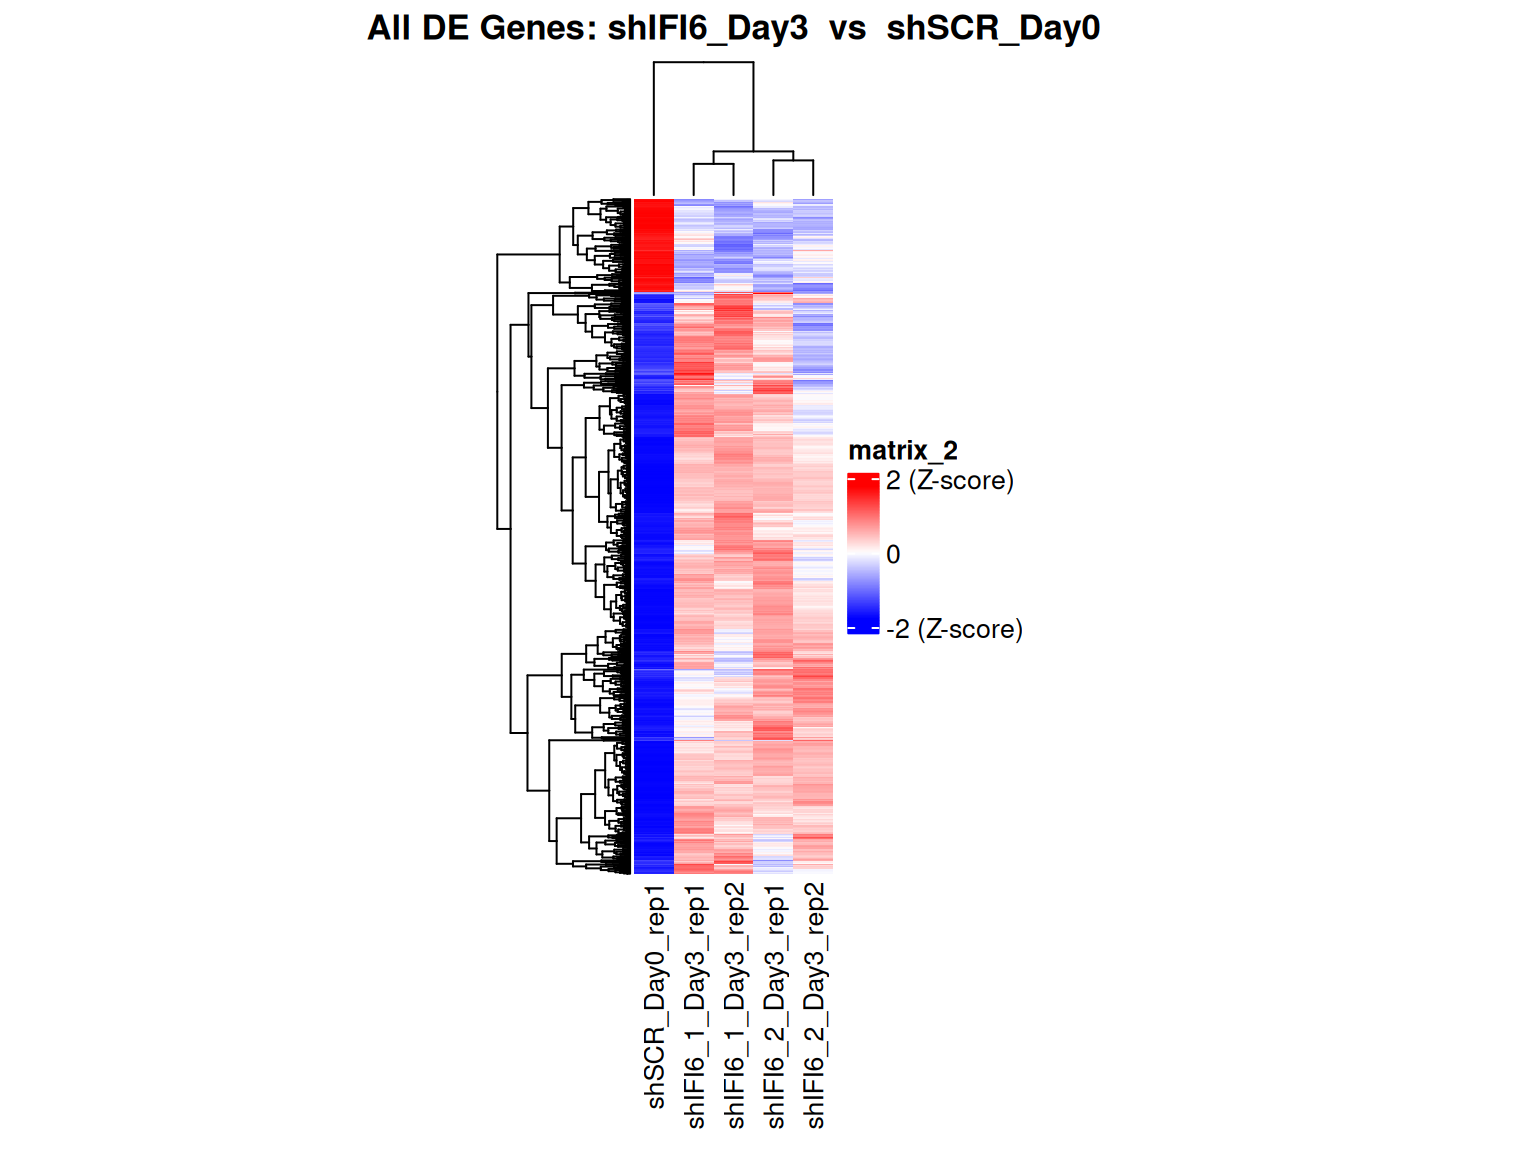 All DE Genes: shIFI6_Day3  vs  shSCR_Day0
matrix_2
2 (Z-score)
0
-2 (Z-score)
shSCR_Day0_rep1
shIFI6_1_Day3_rep1
shIFI6_1_Day3_rep2
shIFI6_2_Day3_rep1
shIFI6_2_Day3_rep2